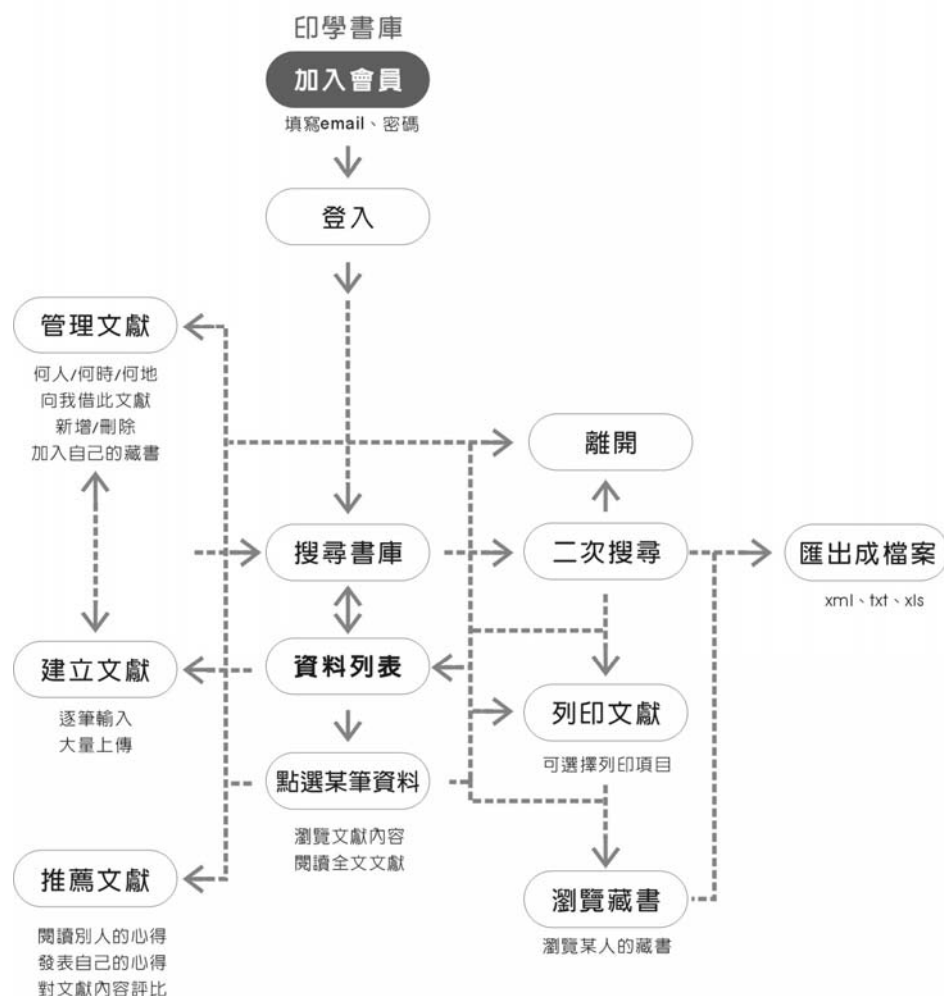 印學書庫
加入會員
填寫email、密碼
登入
管理文獻
何人/何時/何地
向我借此文獻
新增/刪除
加入自己的藏書
離開
搜尋書庫
二次搜尋
匯出成檔案
xml、txt、xls
建立文獻
逐筆輸入
大量上傳
資料列表
列印文獻
可選擇列印項目
點選某筆資料
瀏覽文獻內容
閱讀全文文獻
推薦文獻
閱讀別人的心得
發表自己的心得
對文獻內容評比
瀏覽藏書
瀏覽某人的藏書